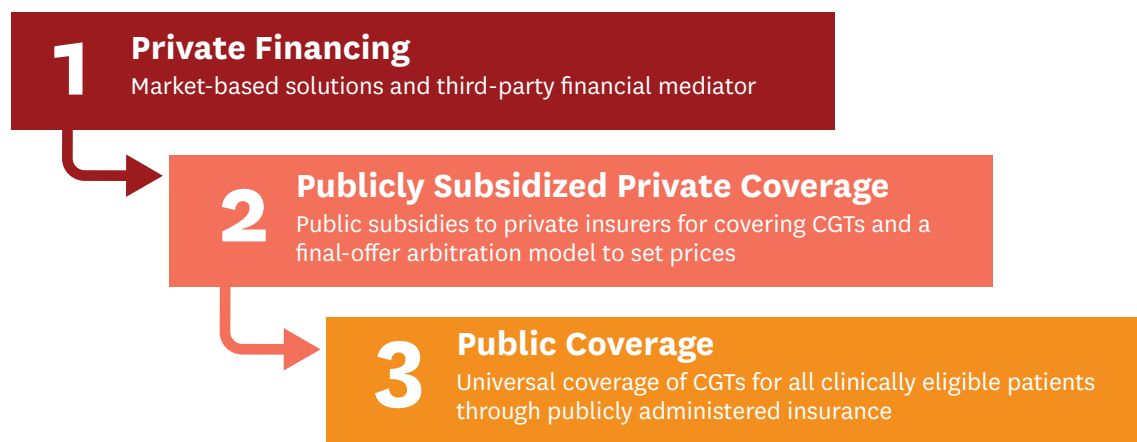 1
Private Financing
Market-based solutions and third-party financial mediator
2
Publicly Subsidized Private Coverage
Public subsidies to private insurers for covering CGTs and a
final-offer arbitration model to set prices
3
Public Coverage
Universal coverage of CGTs for all clinically eligible patients
through publicly administered insurance